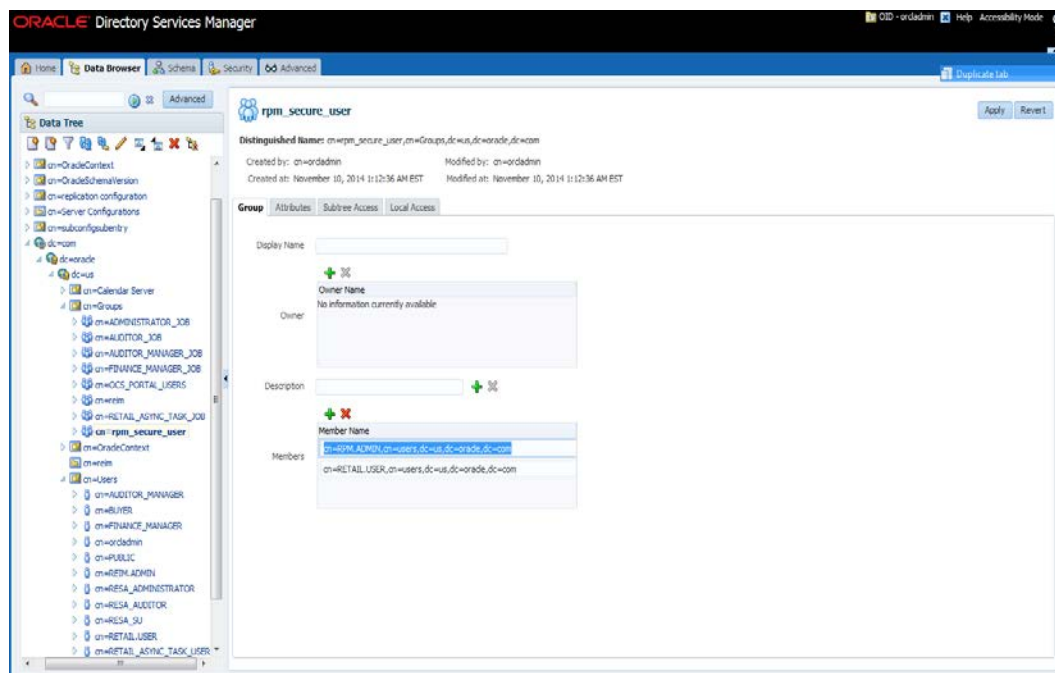 ORACLE Directory Services Manager
OID - orcladmin Help Accessibility Mode
Home Data Browser Schema Security Advanced
Duplicate tab
Advanced
Data Tree
cn=OracleContext
cn=OracleSchemaVersion
cn=replication configuration
cn=Server Configurations
cn=subconfigsubentry
dc=com
dc=oracle
dc=us
cn=Calendar Server
cn=Groups
cn=ADMINISTRATOR_JOB
cn=AUDITOR_JOB
cn=AUDITOR_MANAGER_JOB
cn=FINANCE_MANAGER_JOB
cn=OCS_PORTAL_USERS
cn=reim
cn=RETAIL_ASYNC_TASK_JOB
cn=rpm_secure_user
cn=OracleContext
cn=reim
cn=Users
cn=AUDITOR_MANAGER
cn=BUYER
cn=FINANCE_MANAGER
cn=orcladmin
cn=PUBLIC
cn=REIM.ADMIN
cn=RESA_ADMINISTRATOR
cn=RESA_AUDITOR
cn=RESA_SU
cn=RETAIL.USER
cn=RETAIL_ASYNC_TASK_USER
rpm_secure_user
Apply Revert
Distinguished Name: cn=rpm_secure_user,cn=Groups,dc=us,dc=oracle,dc=com
Created by: cn=orcladmin Modified by: cn=orcladmin
Created at: November 10, 2014 1:12:36 AM EST Modified at: November 10, 2014 1:12:36 AM EST
Group Attributes Subtree Access Local Access
Display Name
Owner Name
No information currently available
Owner
Description
Member Name
cn=RPM.ADMIN,cn=users,dc=us,dc=oracle,dc=com
Members
cn=RETAIL.USER,cn=users,dc=us,dc=oracle,dc=com